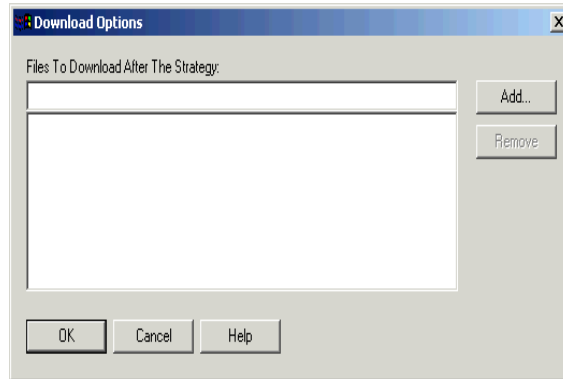 Download Options
Files To Download After The Strategy:
Add...
Remove
OK
Cancel
Help